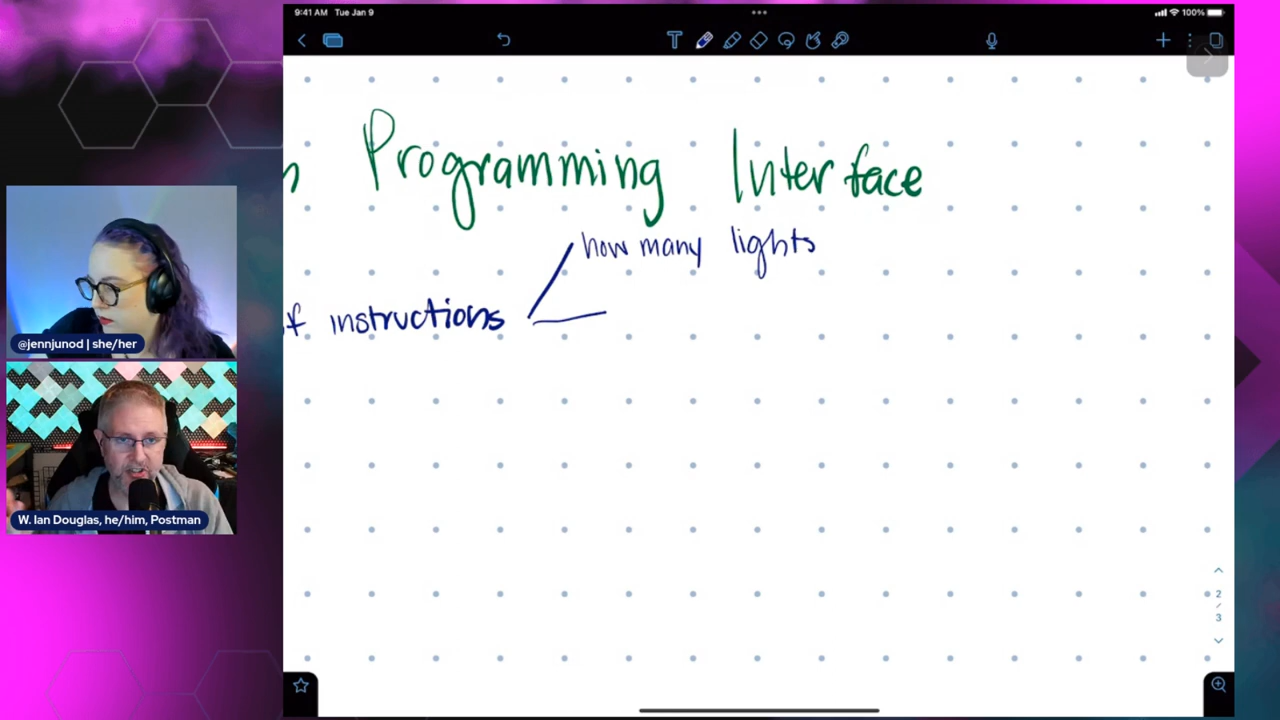 9:41 AM Tue Jan 9
100%
n Programming Interface
how many lights
of instructions
@jennjunod | she/her
W. Ian Douglas, he/him, Postman
2
/
3